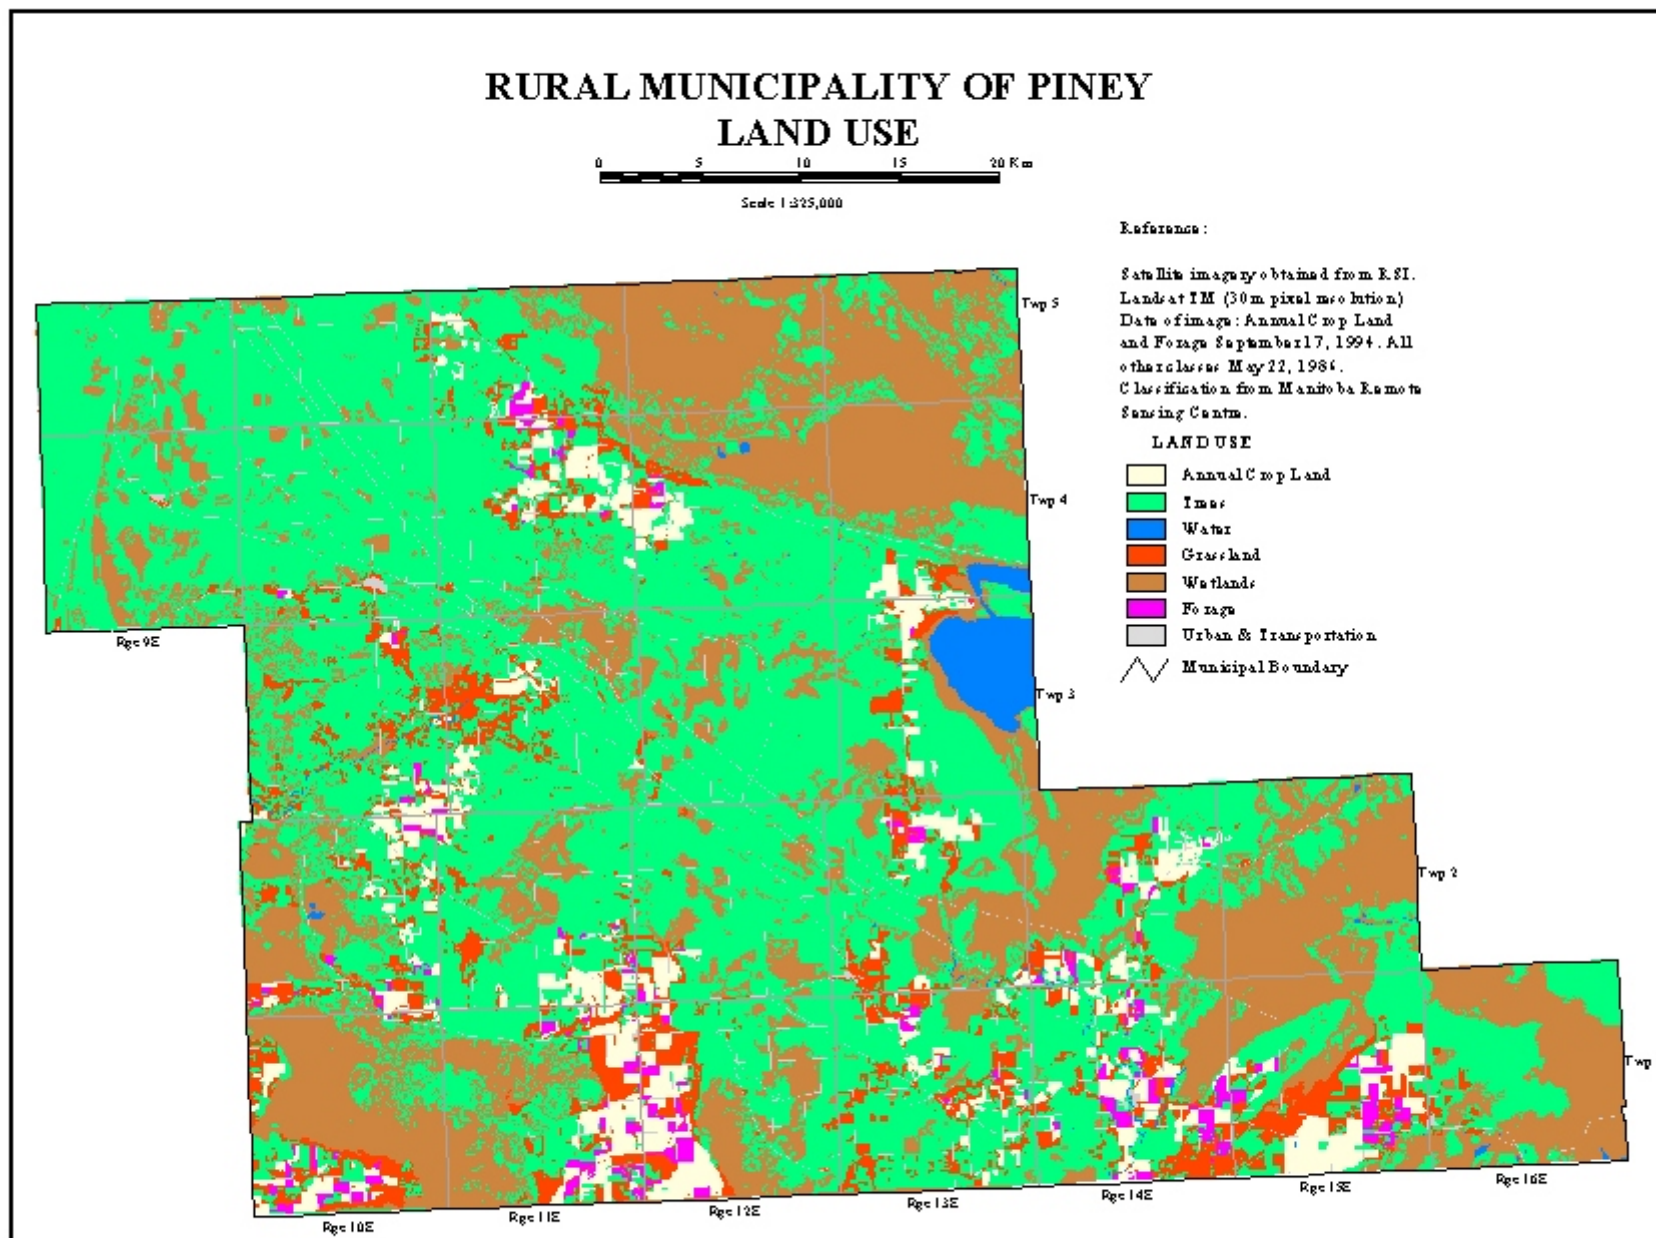 RURAL MUNICIPALITY OF PINEY
LAND USE
0 5 10 15 20 Km
Scale 1:325,000
Reference:
Satellite imagery obtained from RSI.
Landsat TM (30m pixel resolution)
Date of image: Annual Crop Land
and Forage September 17, 1994. All
other classes May 22, 1986.
Classification from Manitoba Remote
Sensing Centre.
LAND USE
Annual Crop Land
Trees
Water
Grassland
Wetlands
Forage
Urban & Transportation
Municipal Boundary
Twp 5
Twp 4
Rge 9E
Twp 3
Twp 2
Twp
Rge 10E
Rge 11E
Rge 12E
Rge 13E
Rge 14E
Rge 15E
Rge 16E